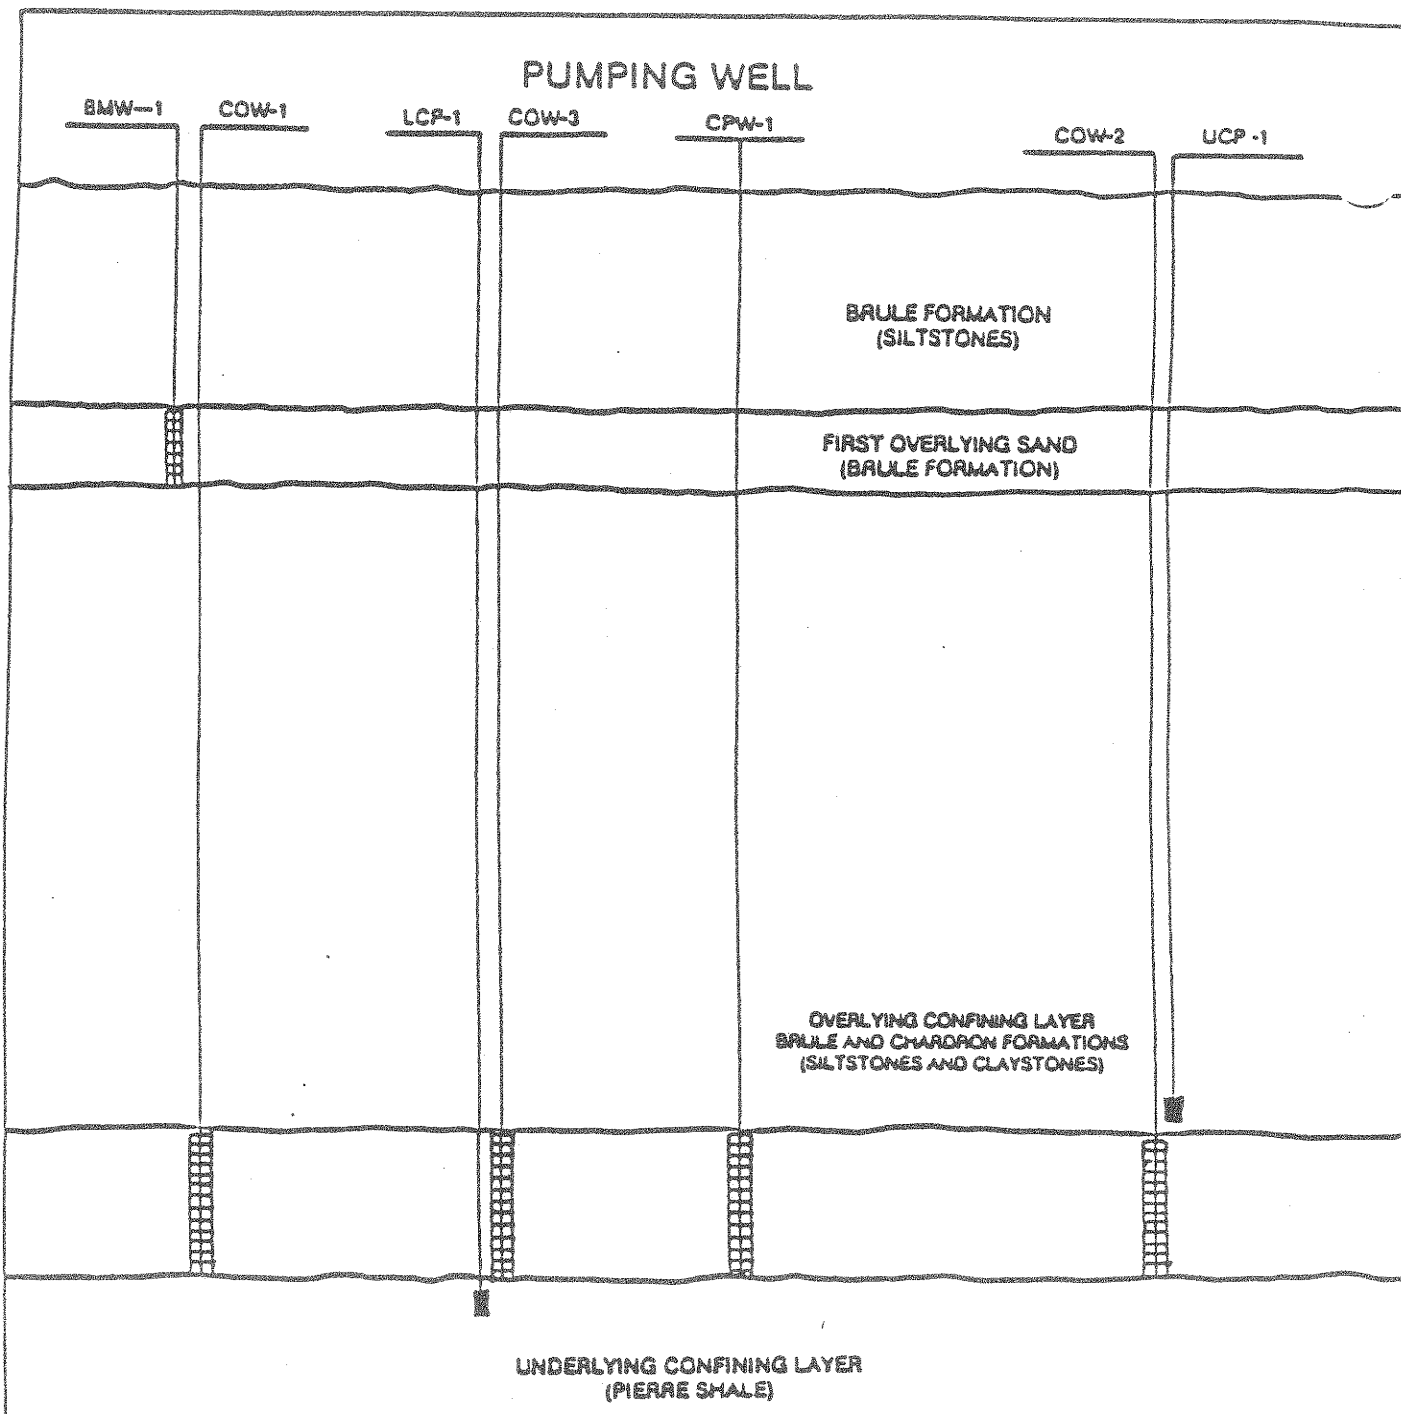 PUMPING WELL
BMW-1
COW-1
LCP-1
COW-3
CPW-1
COW-2
UCP -1
BRULE FORMATION
(SILTSTONES)
FIRST OVERLYING SAND
(BRULE FORMATION)
OVERLYING CONFINING LAYER
BRULE AND CHARDRON FORMATIONS
(SILTSTONES AND CLAYSTONES)
UNDERLYING CONFINING LAYER
(PIERRE SHALE)